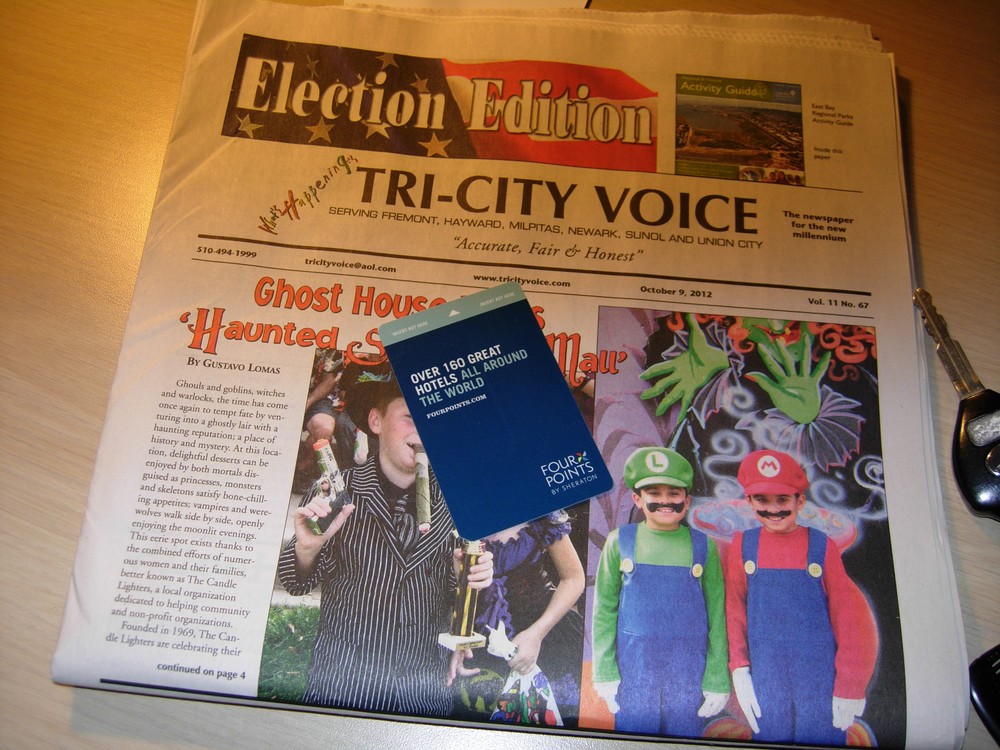 Election Edition
Activity Guide
East Bay
Regional Parks
Activity Guide
Inside this
paper
What's Happening's
TRI-CITY VOICE
SERVING FREMONT, HAYWARD, MILPITAS, NEWARK, SUNOL AND UNION CITY
"Accurate, Fair & Honest"
The newspaper
for the new
millennium
510-494-1999
tricityvoice@aol.com
www.tricityvoice.com
October 9, 2012
Vol. 11 No. 67
Ghost House
'Haunted Mall'
BY GUSTAVO LOMAS
Ghouls and goblins, witches
and warlocks, the time has come
once again to tempt fate by ven-
turing into a ghostly lair with a
haunting reputation; a place of
history and mystery. At this loca-
tion, delightful desserts can be
enjoyed by both mortals dis-
guised as princesses, monsters
and skeletons satisfy bone-chill-
ing appetites; vampires and were-
wolves walk side by side, openly
enjoying the moonlit evenings.
This eerie spot exists thanks to
the combined efforts of numer-
ous women and their families,
better known as The Candle
Lighters, a local organization
dedicated to helping community
and non-profit organizations.
Founded in 1969, The Can-
dle Lighters are celebrating their
continued on page 4
INSERT KEY HERE
INSERT KEY HERE
OVER 160 GREAT
HOTELS ALL AROUND
THE WORLD
FOURPOINTS.COM
FOUR
POINTS
BY SHERATON
L
M